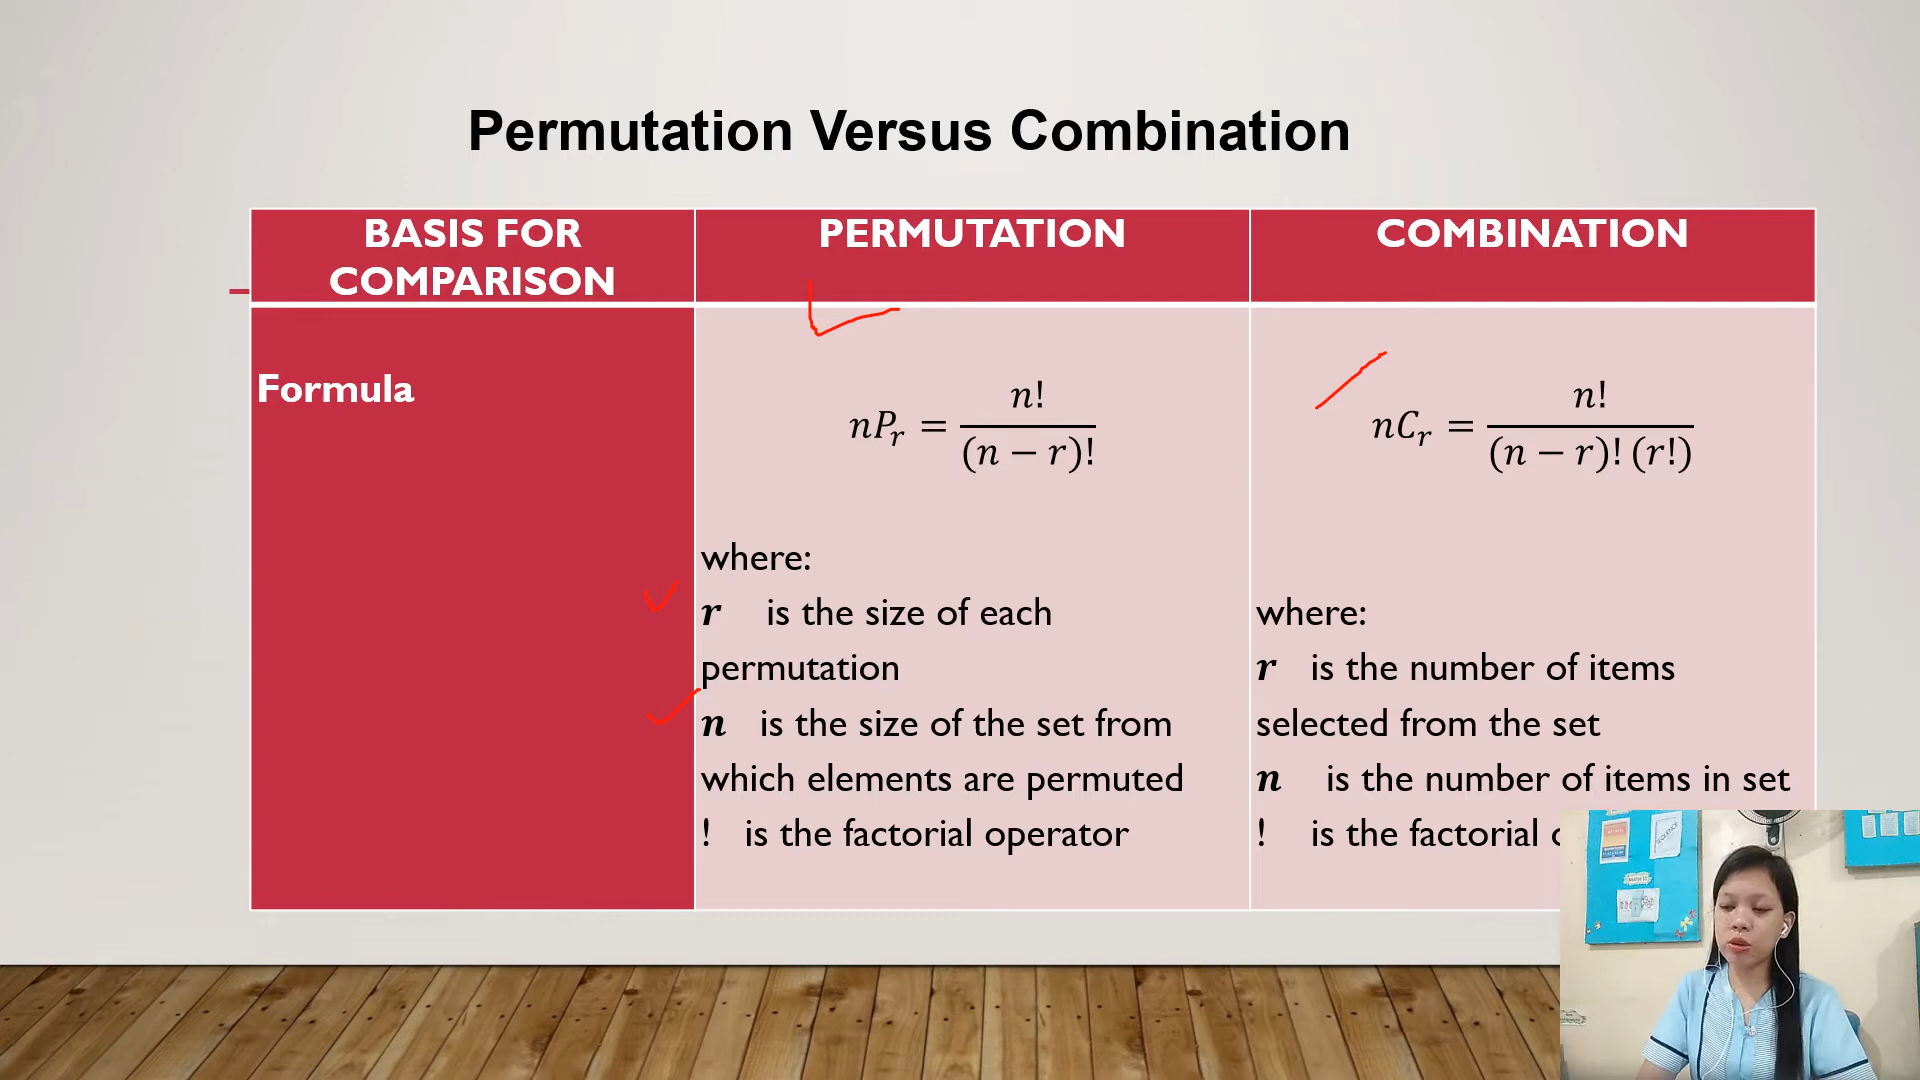 Permutation Versus Combination
BASIS FOR
COMPARISON
PERMUTATION
COMBINATION
Formula
nPr = n! / (n − r)!
where:
r is the size of each
permutation
n is the size of the set from
which elements are permuted
! is the factorial operator
nCr = n! / (n − r)! (r!)
where:
r is the number of items
selected from the set
n is the number of items in set
! is the factorial
SEQUENCE